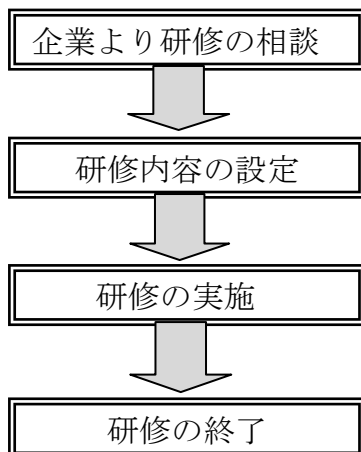 企業より研修の相談
研修内容の設定
研修の実施
研修の終了